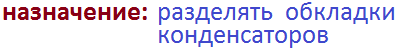 назначение: разделять обкладки
конденсаторов